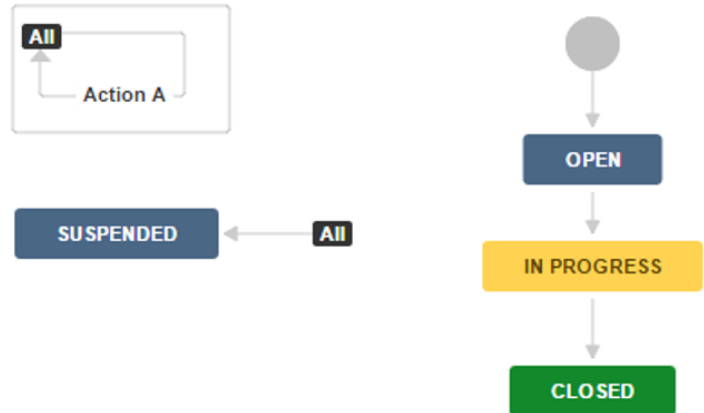 All
Action A
SUSPENDED
All
OPEN
IN PROGRESS
CLOSED